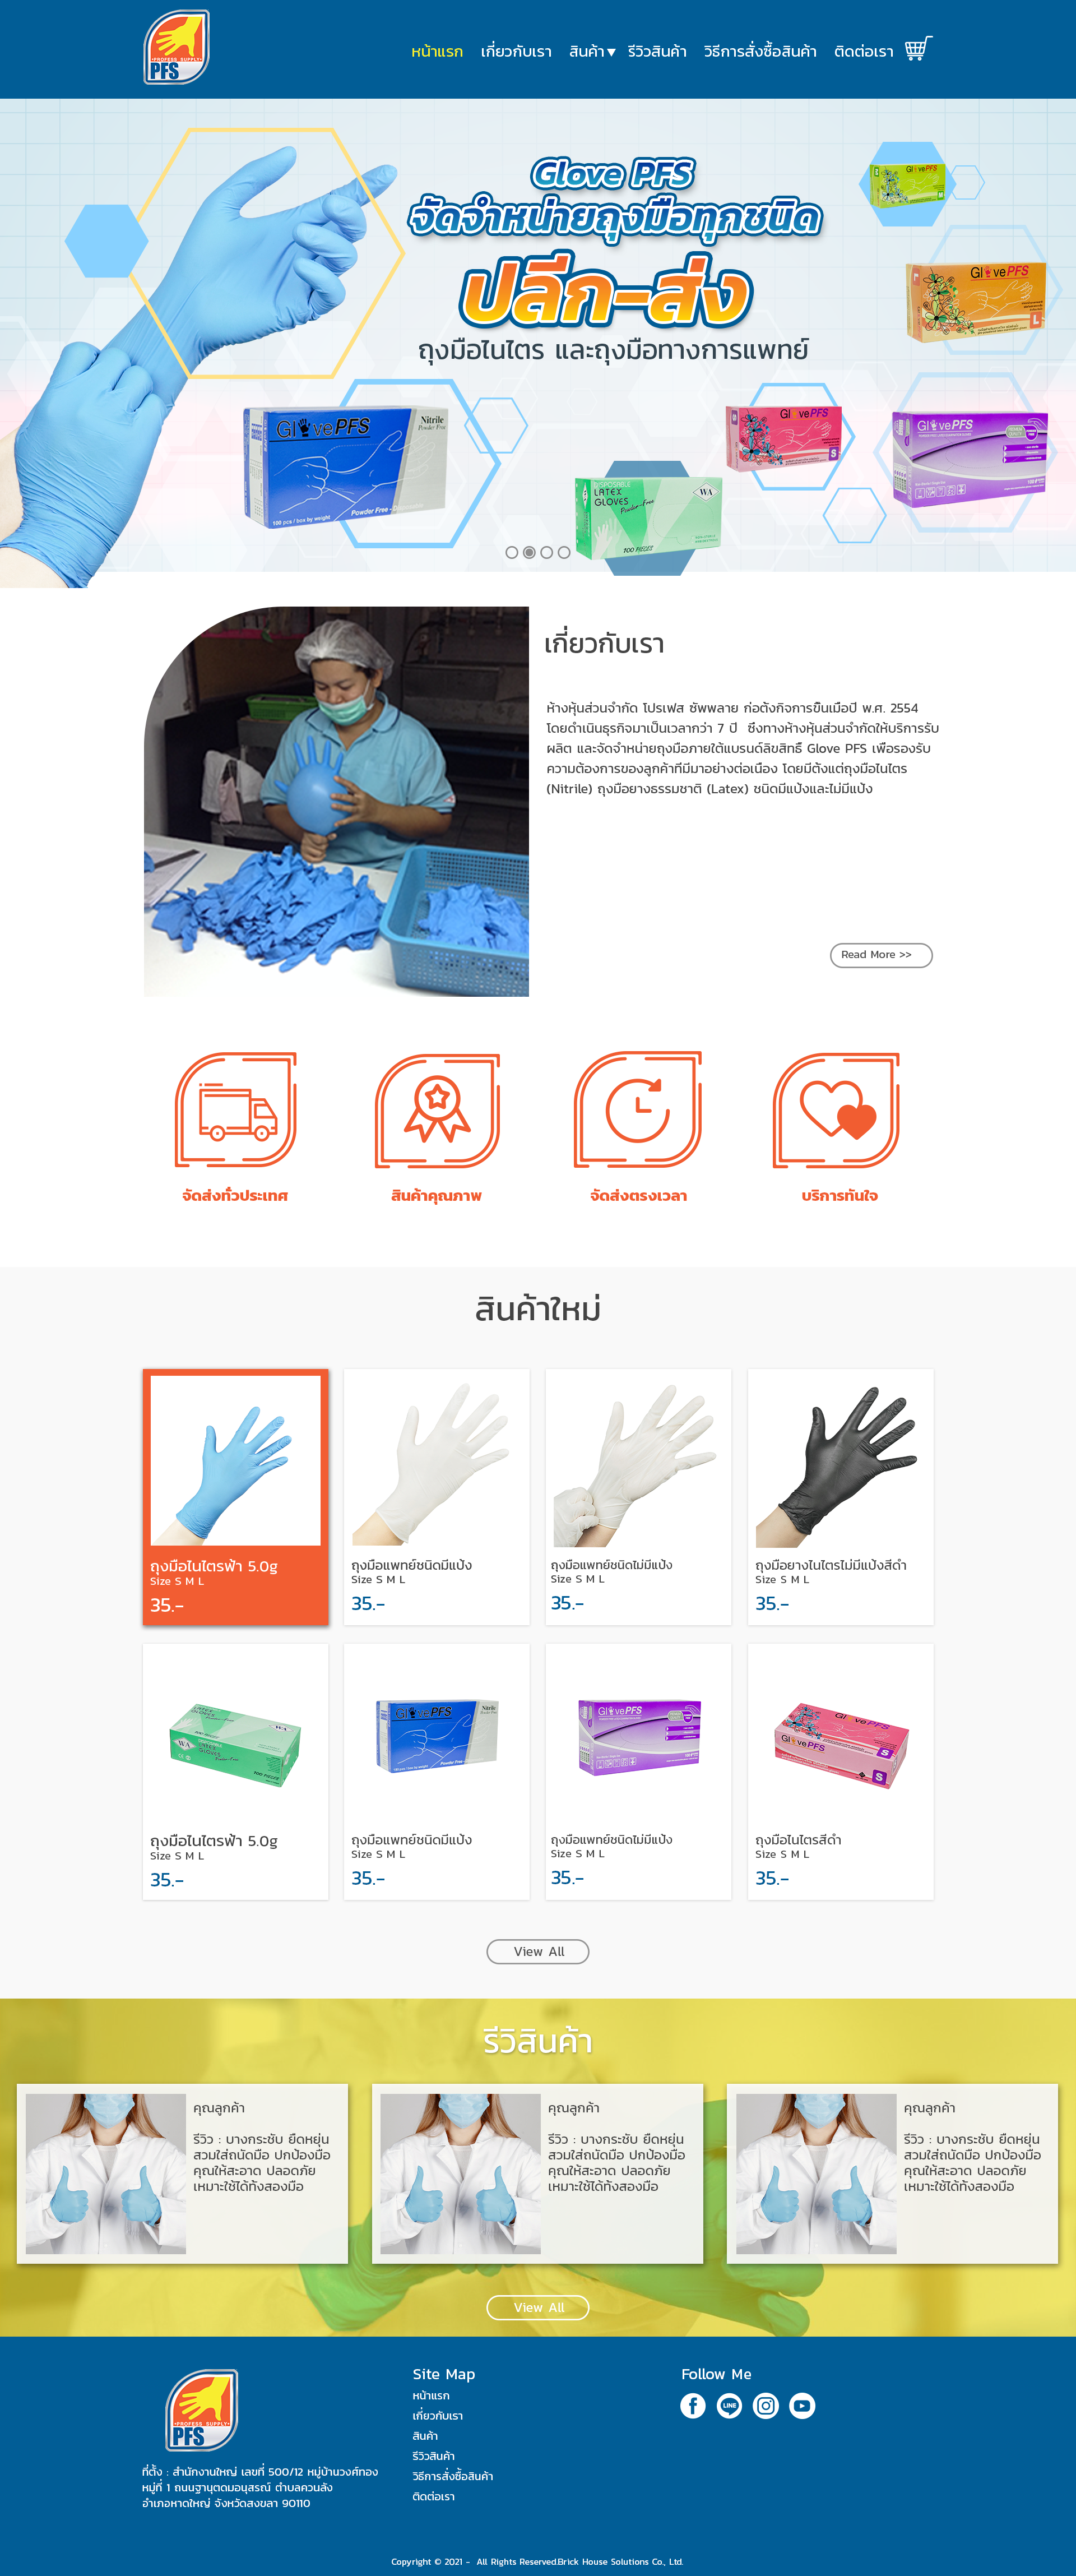 PROFESS SUPPLY
PFS
หน้าแรก เกี่ยวกับเรา สินค้า▼ รีวิวสินค้า วิธีการสั่งซื้อสินค้า ติดต่อเรา
Glove PFS
จัดจำหน่ายถุงมือทุกชนิด
ปลีก-ส่ง
ถุงมือไนไตร และถุงมือทางการแพทย์
Glove PFS
Glove PFS
L
Glove PFS
Nitrile
Powder Free
Powder Free
100 pcs / box by weight
DISPOSABLE
LATEX
GLOVES
Powder-Free
WA
100 PIECES
Glove PFS
S
Glove PFS
เกี่ยวกับเรา
ห้างหุ้นส่วนจำกัด โปรเฟส ซัพพลาย ก่อตั้งกิจการขึ้นเมื่อปี พ.ศ. 2554
โดยดำเนินธุรกิจมาเป็นเวลากว่า 7 ปี ซึ่งทางห้างหุ้นส่วนจำกัดให้บริการรับ
ผลิต และจัดจำหน่ายถุงมือภายใต้แบรนด์ลิขสิทธิ์ Glove PFS เพื่อรองรับ
ความต้องการของลูกค้าที่มีมาอย่างต่อเนื่อง โดยมีตั้งแต่ถุงมือไนไตร
(Nitrile) ถุงมือยางธรรมชาติ (Latex) ชนิดมีแป้งและไม่มีแป้ง
Read More >>
จัดส่งทั่วประเทศ สินค้าคุณภาพ จัดส่งตรงเวลา บริการทันใจ
สินค้าใหม่
ถุงมือไนไตรฟ้า 5.0g
Size S M L
35.-
ถุงมือแพทย์ชนิดมีแป้ง
Size S M L
35.-
ถุงมือแพทย์ชนิดไม่มีแป้ง
Size S M L
35.-
ถุงมือยางไนไตรไม่มีแป้งสีดำ
Size S M L
35.-
LATEX
GLOVES
WA
100 PIECES
ถุงมือไนไตรฟ้า 5.0g
Size S M L
35.-
Glove PFS
Nitrile
Powder Free
ถุงมือแพทย์ชนิดมีแป้ง
Size S M L
35.-
Glove PFS
ถุงมือแพทย์ชนิดไม่มีแป้ง
Size S M L
35.-
Glove PFS
S
Glove PFS
S
ถุงมือไนไตรสีดำ
Size S M L
35.-
View All
รีวิสินค้า
คุณลูกค้า
รีวิว : บางกระชับ ยืดหยุ่น
สวมใส่ถนัดมือ ปกป้องมือ
คุณให้สะอาด ปลอดภัย
เหมาะใช้ได้ทั้งสองมือ
คุณลูกค้า
รีวิว : บางกระชับ ยืดหยุ่น
สวมใส่ถนัดมือ ปกป้องมือ
คุณให้สะอาด ปลอดภัย
เหมาะใช้ได้ทั้งสองมือ
คุณลูกค้า
รีวิว : บางกระชับ ยืดหยุ่น
สวมใส่ถนัดมือ ปกป้องมือ
คุณให้สะอาด ปลอดภัย
เหมาะใช้ได้ทั้งสองมือ
View All
PROFESS SUPPLY
PFS
ที่ตั้ง : สำนักงานใหญ่ เลขที่ 500/12 หมู่บ้านวงศ์ทอง
หมู่ที่ 1 ถนนฐานุตดมอนุสรณ์ ตำบลควนลัง
อำเภอหาดใหญ่ จังหวัดสงขลา 90110
Site Map
หน้าแรก
เกี่ยวกับเรา
สินค้า
รีวิวสินค้า
วิธีการสั่งซื้อสินค้า
ติดต่อเรา
Follow Me
LINE
Copyright © 2021 - All Rights Reserved.Brick House Solutions Co., Ltd.